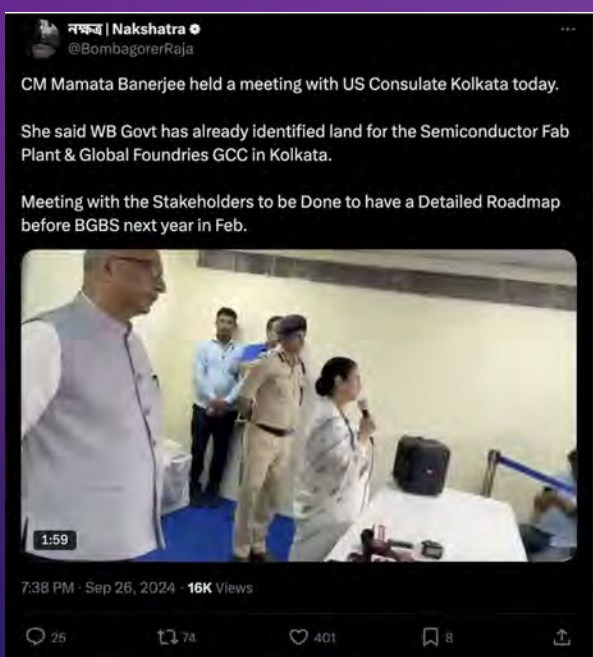 নক্ষত্র | Nakshatra
@BombagorerRaja
CM Mamata Banerjee held a meeting with US Consulate Kolkata today.
She said WB Govt has already identified land for the Semiconductor Fab
Plant & Global Foundries GCC in Kolkata.
Meeting with the Stakeholders to be Done to have a Detailed Roadmap
before BGBS next year in Feb.
1:59
7:38 PM · Sep 26, 2024 · 16K Views
25 74 401 8